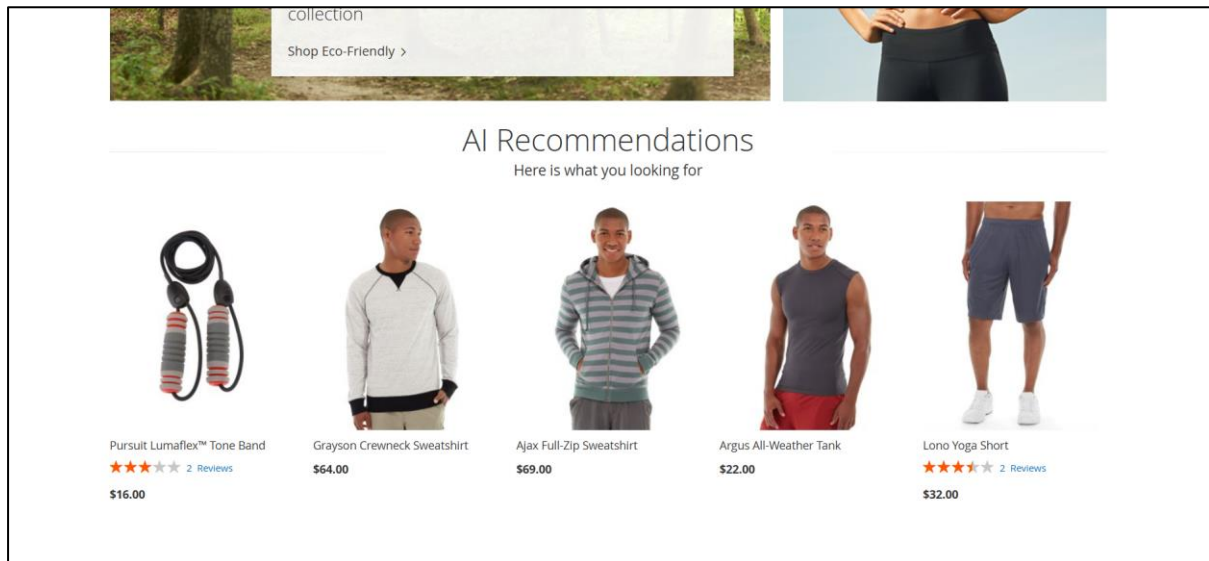 collection
Shop Eco-Friendly >
AI Recommendations
Here is what you looking for
Pursuit Lumaflex™ Tone Band
2 Reviews
$16.00
Grayson Crewneck Sweatshirt
$64.00
Ajax Full-Zip Sweatshirt
$69.00
Argus All-Weather Tank
$22.00
Lono Yoga Short
2 Reviews
$32.00